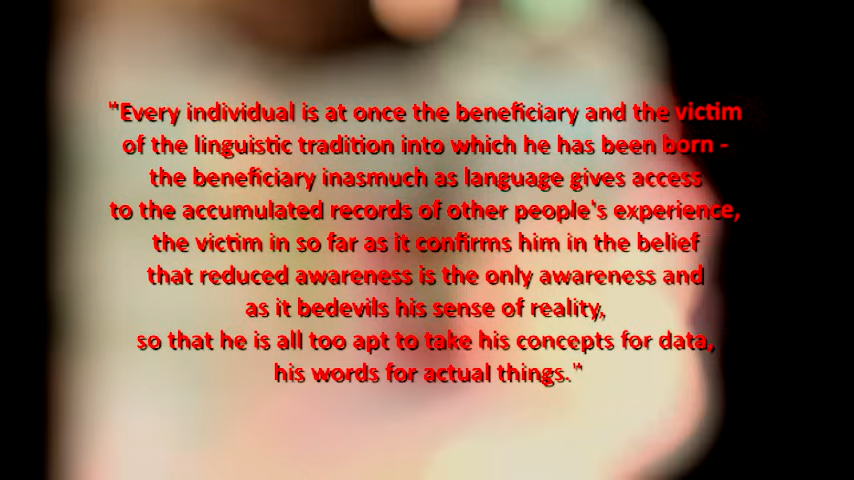 "Every individual is at once the beneficiary and the victim
of the linguistic tradition into which he has been born -
the beneficiary inasmuch as language gives access
to the accumulated records of other people's experience,
the victim in so far as it confirms him in the belief
that reduced awareness is the only awareness and
as it bedevils his sense of reality,
so that he is all too apt to take his concepts for data,
his words for actual things."